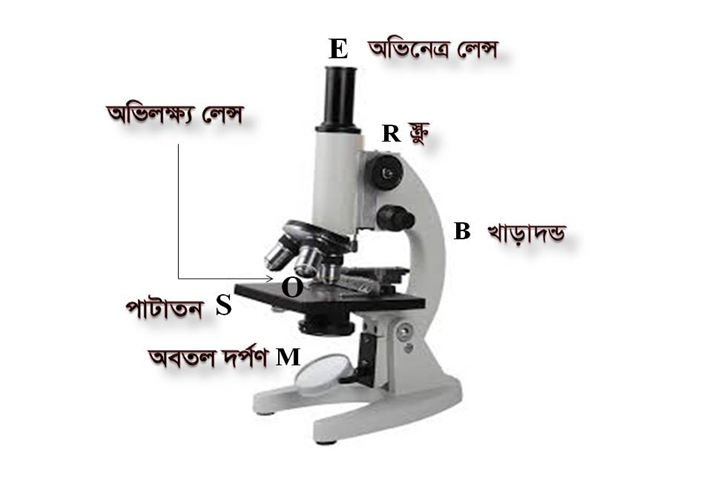 E অভিনেত্র লেন্স
অভিলক্ষ্য লেন্স
R স্ক্রু
B খাড়াদন্ড
O
পাটাতন S
অবতল দর্পণ M